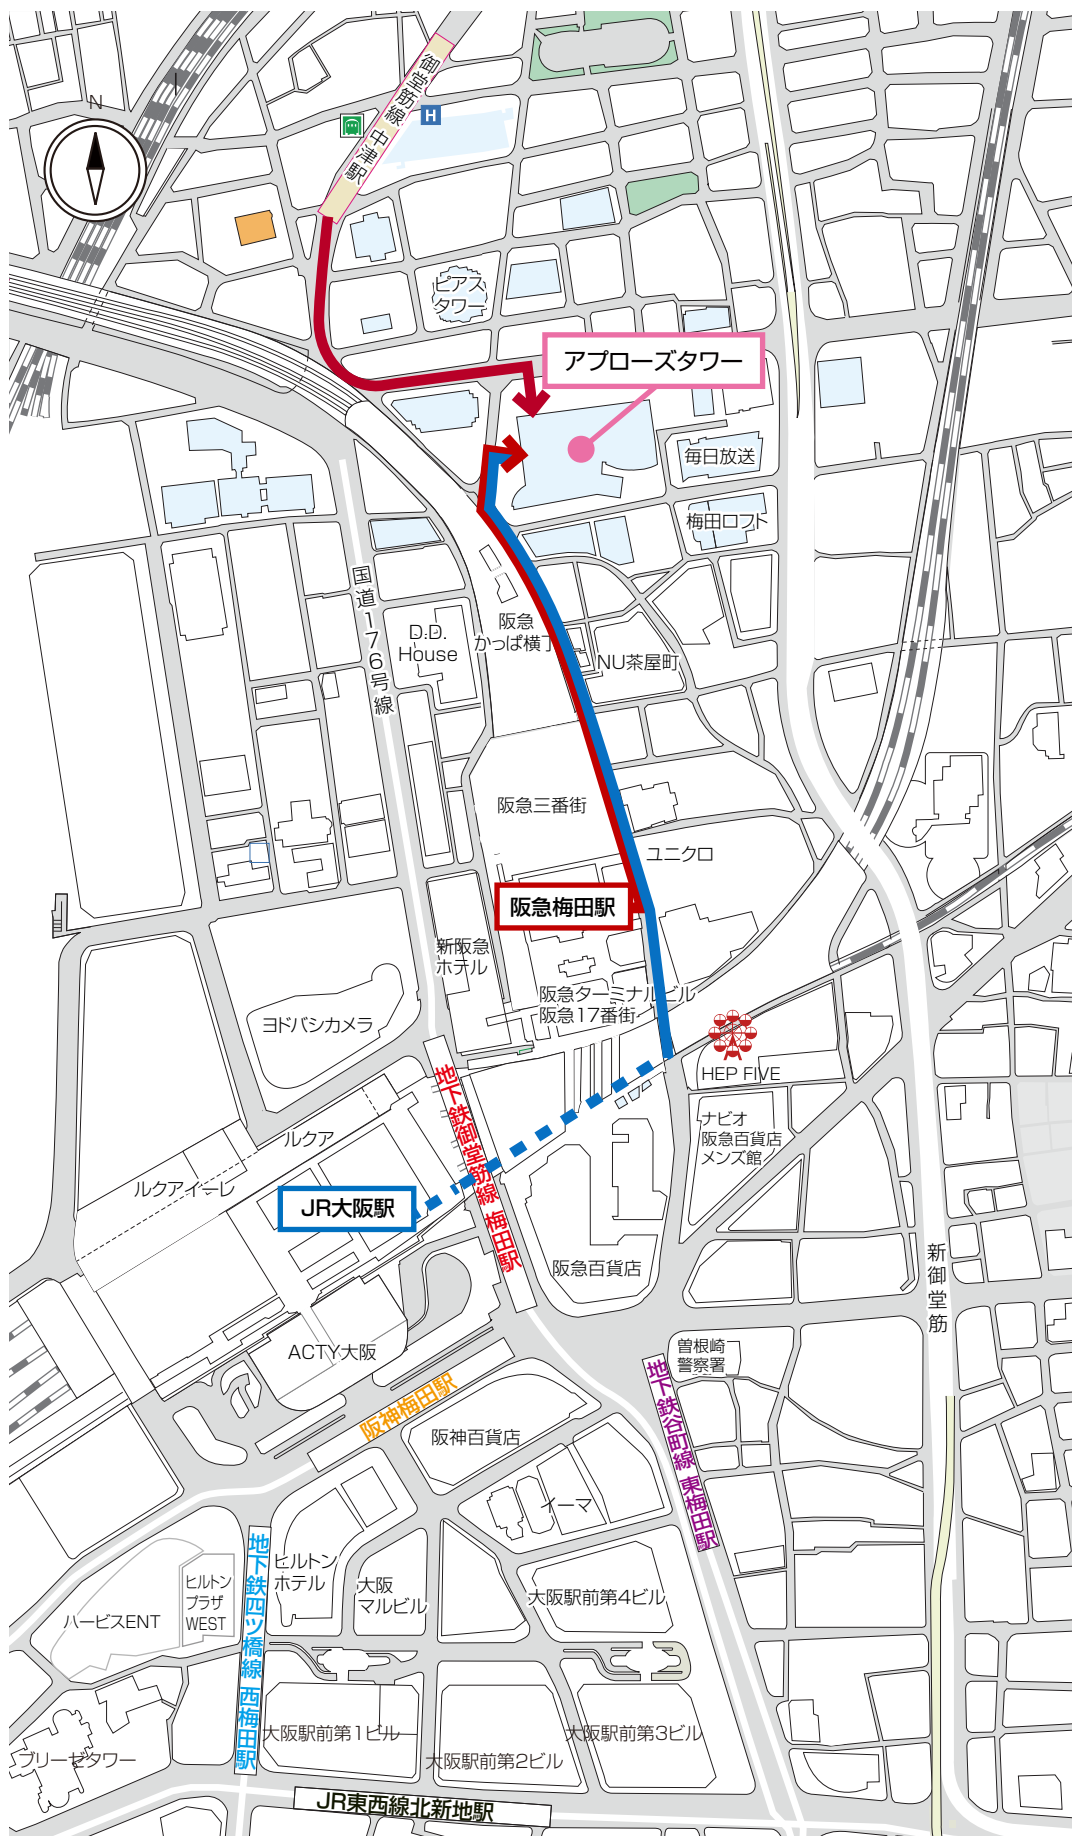 N
御堂筋線 中津駅
H
ピアス
タワー
アプローズタワー
毎日放送
梅田ロフト
国道176号線
D.D.
House
阪急
かっぱ横丁
NU茶屋町
阪急三番街
ユニクロ
阪急梅田駅
新阪急
ホテル
阪急ターミナルビル
阪急17番街
ヨドバシカメラ
HEP FIVE
地下鉄御堂筋線 梅田駅
ナビオ
阪急百貨店
メンズ館
ルクア
ルクアイーレ
JR大阪駅
阪急百貨店
新御堂筋
ACTY大阪
曽根崎
警察署
阪神梅田駅
地下鉄谷町線 東梅田駅
阪神百貨店
イーマ
地下鉄四ツ橋線 西梅田駅
ヒルトン
ホテル
ヒルトン
プラザ
WEST
大阪
マルビル
大阪駅前第4ビル
ハービスENT
大阪駅前第1ビル
大阪駅前第3ビル
大阪駅前第2ビル
ブリーゼタワー
JR東西線北新地駅